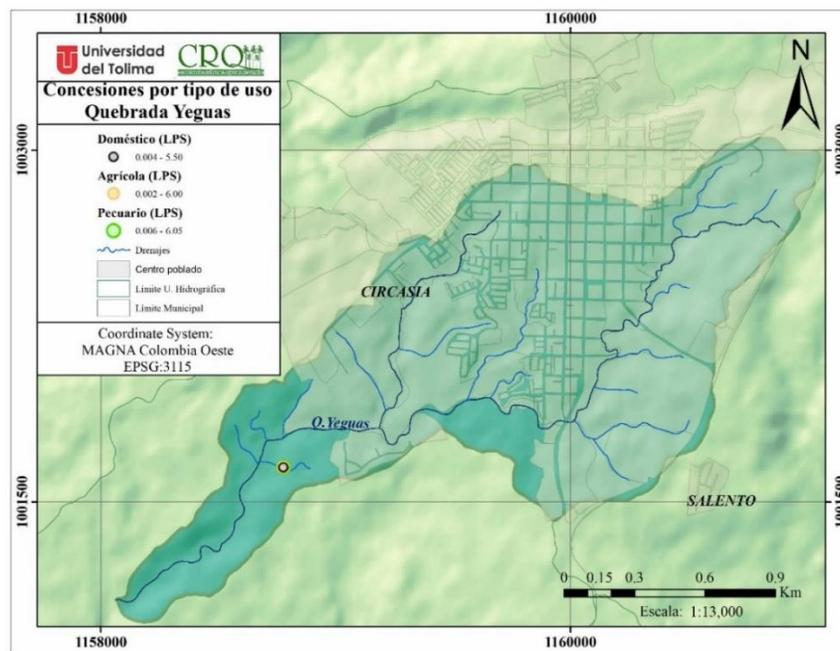 1158000
1160000
Universidad
del Tolima
CRQ
Concesiones por tipo de uso
Quebrada Yeguas
Doméstico (LPS)
0.004 - 5.50
Agrícola (LPS)
0.002 - 6.00
Pecuario (LPS)
0.006 - 6.05
Drenajes
Centro poblado
Límite U. Hidrográfica
Límite Municipal
Coordinate System:
MAGNA Colombia Oeste
EPSG:3115
N
1003000
CIRCASIA
Q.Yeguas
SALENTO
1001500
0 0.15 0.3 0.6 0.9
Km
Escala: 1:13,000
1158000
1160000